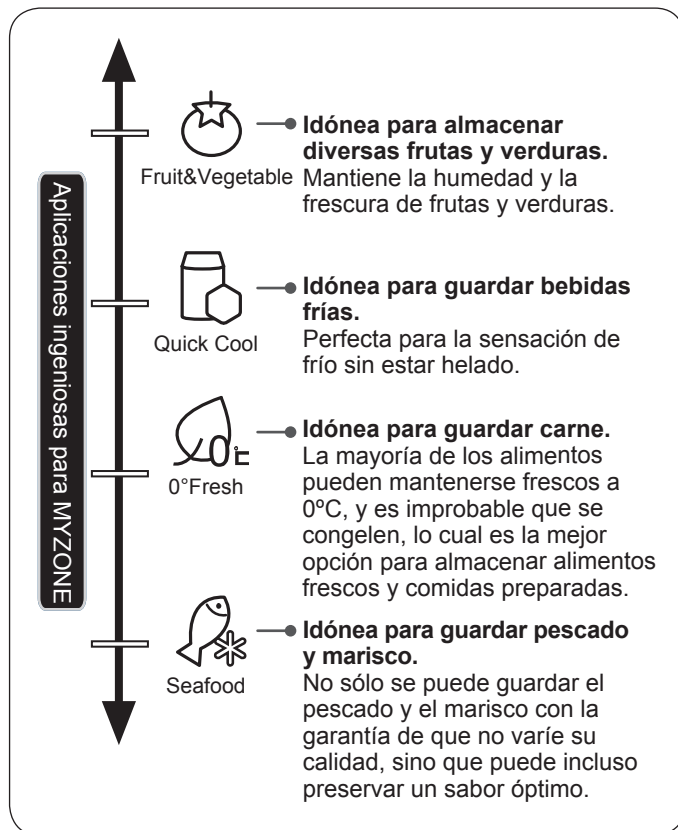 Aplicaciones ingeniosas para MYZONE
Fruit&Vegetable
Idónea para almacenar
diversas frutas y verduras.
Mantiene la humedad y la
frescura de frutas y verduras.
Quick Cool
Idónea para guardar bebidas
frías.
Perfecta para la sensación de
frío sin estar helado.
0℃
0°Fresh
Idónea para guardar carne.
La mayoría de los alimentos
pueden mantenerse frescos a
0ºC, y es improbable que se
congelen, lo cual es la mejor
opción para almacenar alimentos
frescos y comidas preparadas.
Seafood
Idónea para guardar pescado
y marisco.
No sólo se puede guardar el
pescado y el marisco con la
garantía de que no varíe su
calidad, sino que puede incluso
preservar un sabor óptimo.